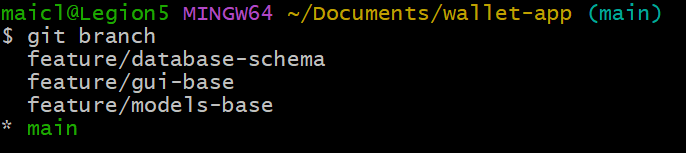 maicl@Legion5 MINGW64 ~/Documents/wallet-app (main)
$ git branch
  feature/database-schema
  feature/gui-base
  feature/models-base
* main